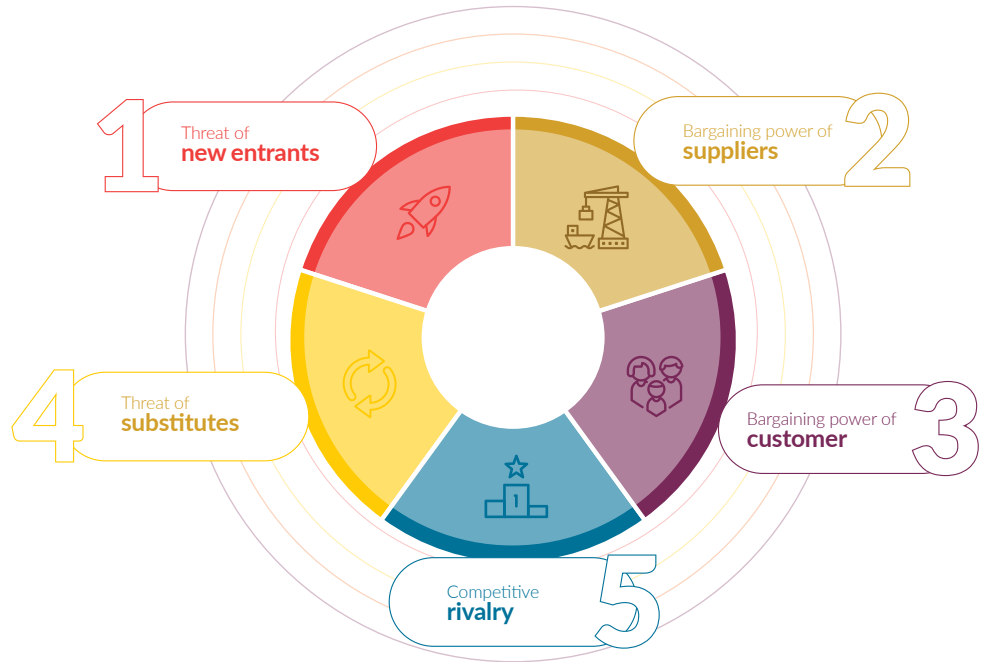 1
Threat of
new entrants
2
Bargaining power of
suppliers
3
Bargaining power of
customer
4
Threat of
substitutes
1
5
Competitive
rivalry